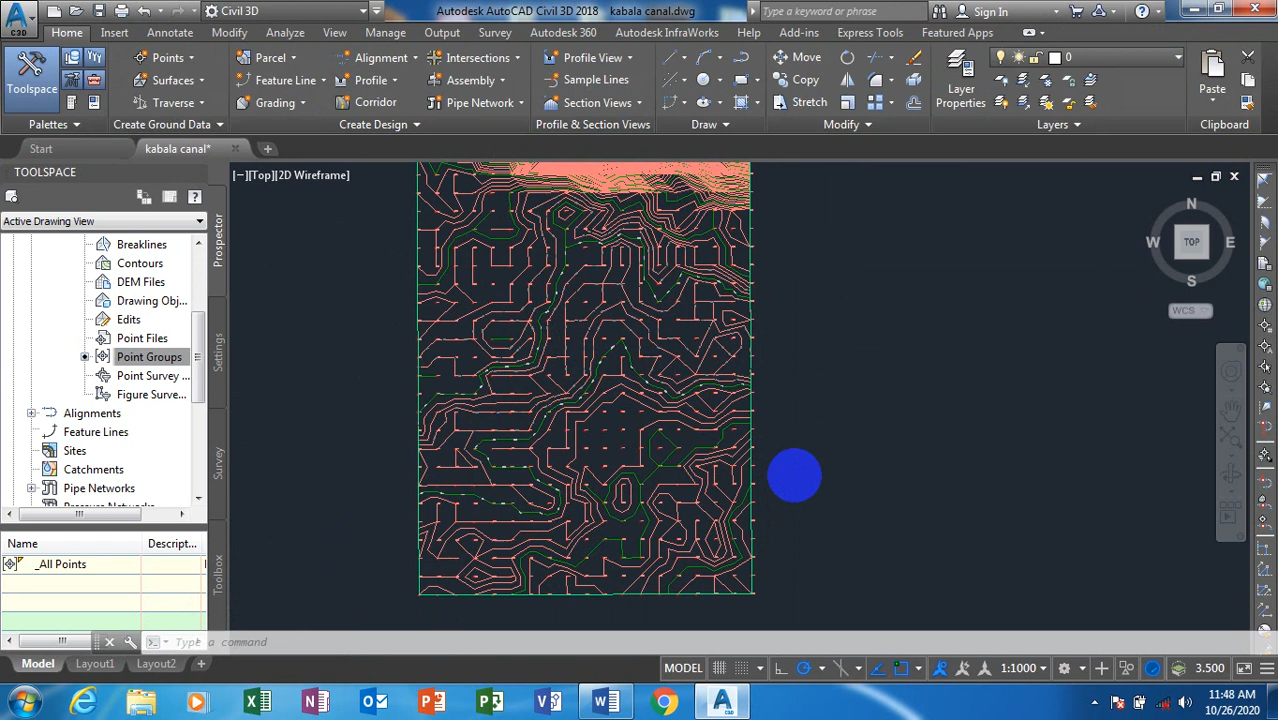 Civil 3D
Autodesk AutoCAD Civil 3D 2018 kabala canal.dwg
Type a keyword or phrase
Sign In
C3D
Home Insert Annotate Modify Analyze View Manage Output Survey Autodesk 360 Autodesk InfraWorks Help Add-ins Express Tools Featured Apps
Toolspace
Points
Surfaces
Traverse
Parcel
Feature Line
Grading
Alignment
Profile
Corridor
Intersections
Assembly
Pipe Network
Profile View
Sample Lines
Section Views
Move
Copy
Stretch
Layer
Properties
0
Paste
Palettes
Create Ground Data
Create Design
Profile & Section Views
Draw
Modify
Layers
Clipboard
Start
kabala canal*
TOOLSPACE
Active Drawing View
Breaklines
Contours
DEM Files
Drawing Obj...
Edits
Point Files
Point Groups
Point Survey ...
Figure Surve...
Alignments
Feature Lines
Sites
Catchments
Pipe Networks
Name
Descript...
_All Points
Prospector
Settings
Survey
Toolbox
[−][Top][2D Wireframe]
N
W
TOP
E
S
WCS
Type a command
Model Layout1 Layout2
MODEL
1:1000
3.500
11:48 AM
10/26/2020